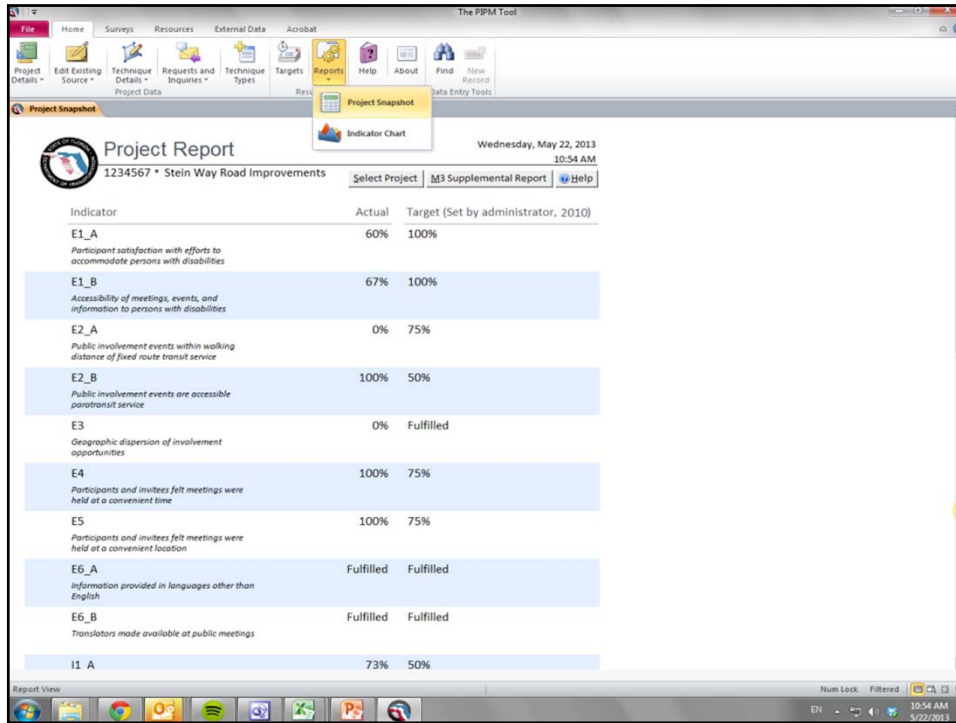 The PIPM Tool
File Home Surveys Resources External Data Acrobat
Project Details Edit Existing Source Technique Details Requests and Inquiries Technique Types Targets Reports Help About Find New Record
Project Data Data Entry Tools
Project Snapshot
Indicator Chart
Project Snapshot
Project Report
Wednesday, May 22, 2013
10:54 AM
1234567 * Stein Way Road Improvements
Select Project M3 Supplemental Report Help
Indicator Actual Target (Set by administrator, 2010)
E1_A 60% 100%
Participant satisfaction with efforts to
accommodate persons with disabilities
E1_B 67% 100%
Accessibility of meetings, events, and
information to persons with disabilities
E2_A 0% 75%
Public involvement events within walking
distance of fixed route transit service
E2_B 100% 50%
Public involvement events are accessible
paratransit service
E3 0% Fulfilled
Geographic dispersion of involvement
opportunities
E4 100% 75%
Participants and invitees felt meetings were
held at a convenient time
E5 100% 75%
Participants and invitees felt meetings were
held at a convenient location
E6_A Fulfilled Fulfilled
Information provided in languages other than
English
E6_B Fulfilled Fulfilled
Translators made available at public meetings
I1_A 73% 50%
Report View Num Lock Filtered
EN 10:54 AM
5/22/2013